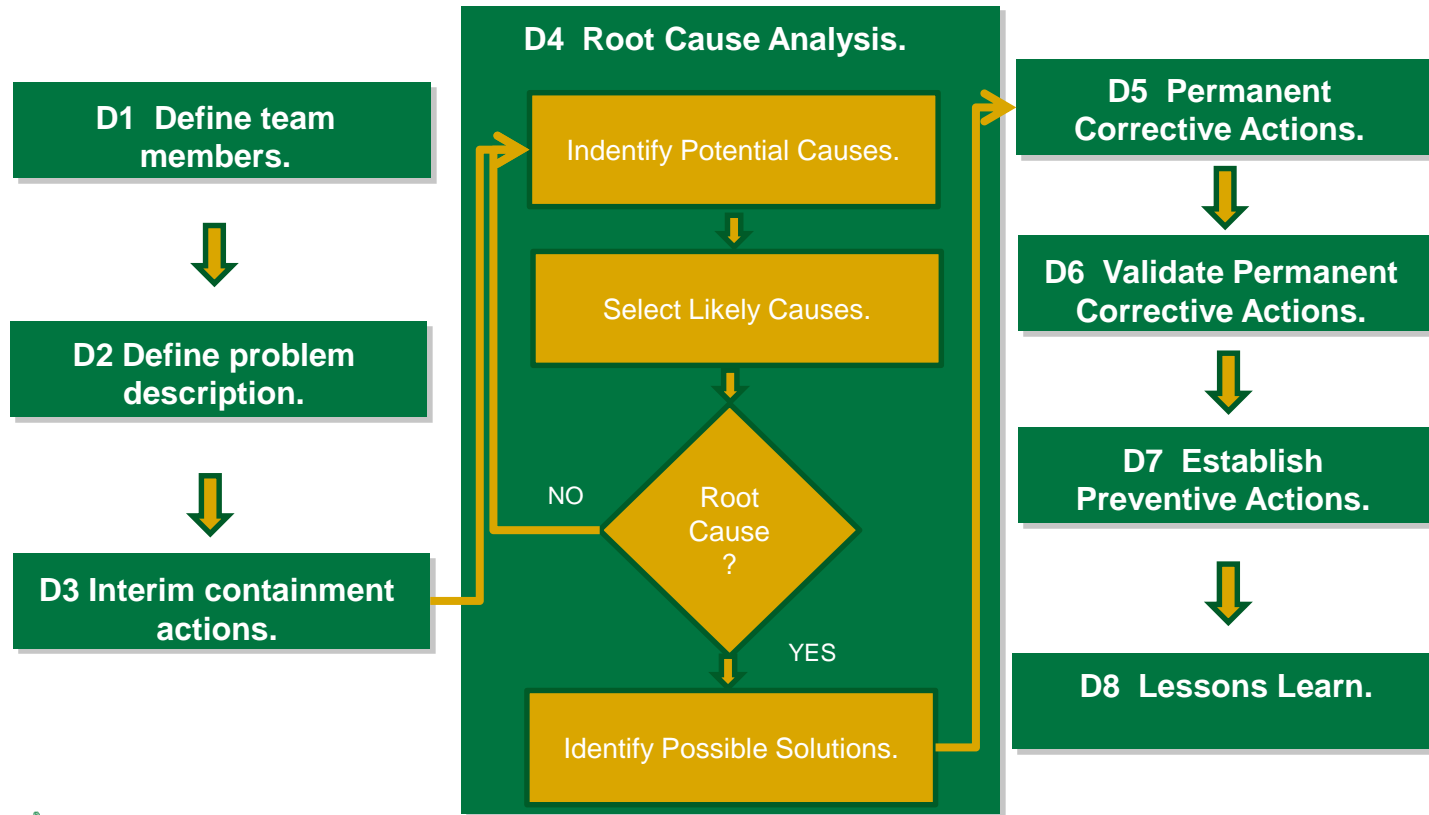 D1  Define team
members.
D2 Define problem
description.
D3 Interim containment
actions.
D4  Root Cause Analysis.
Indentify Potential Causes.
Select Likely Causes.
Root
Cause
?
NO
YES
Identify Possible Solutions.
D5  Permanent
Corrective Actions.
D6  Validate Permanent
Corrective Actions.
D7  Establish
Preventive Actions.
D8  Lessons Learn.